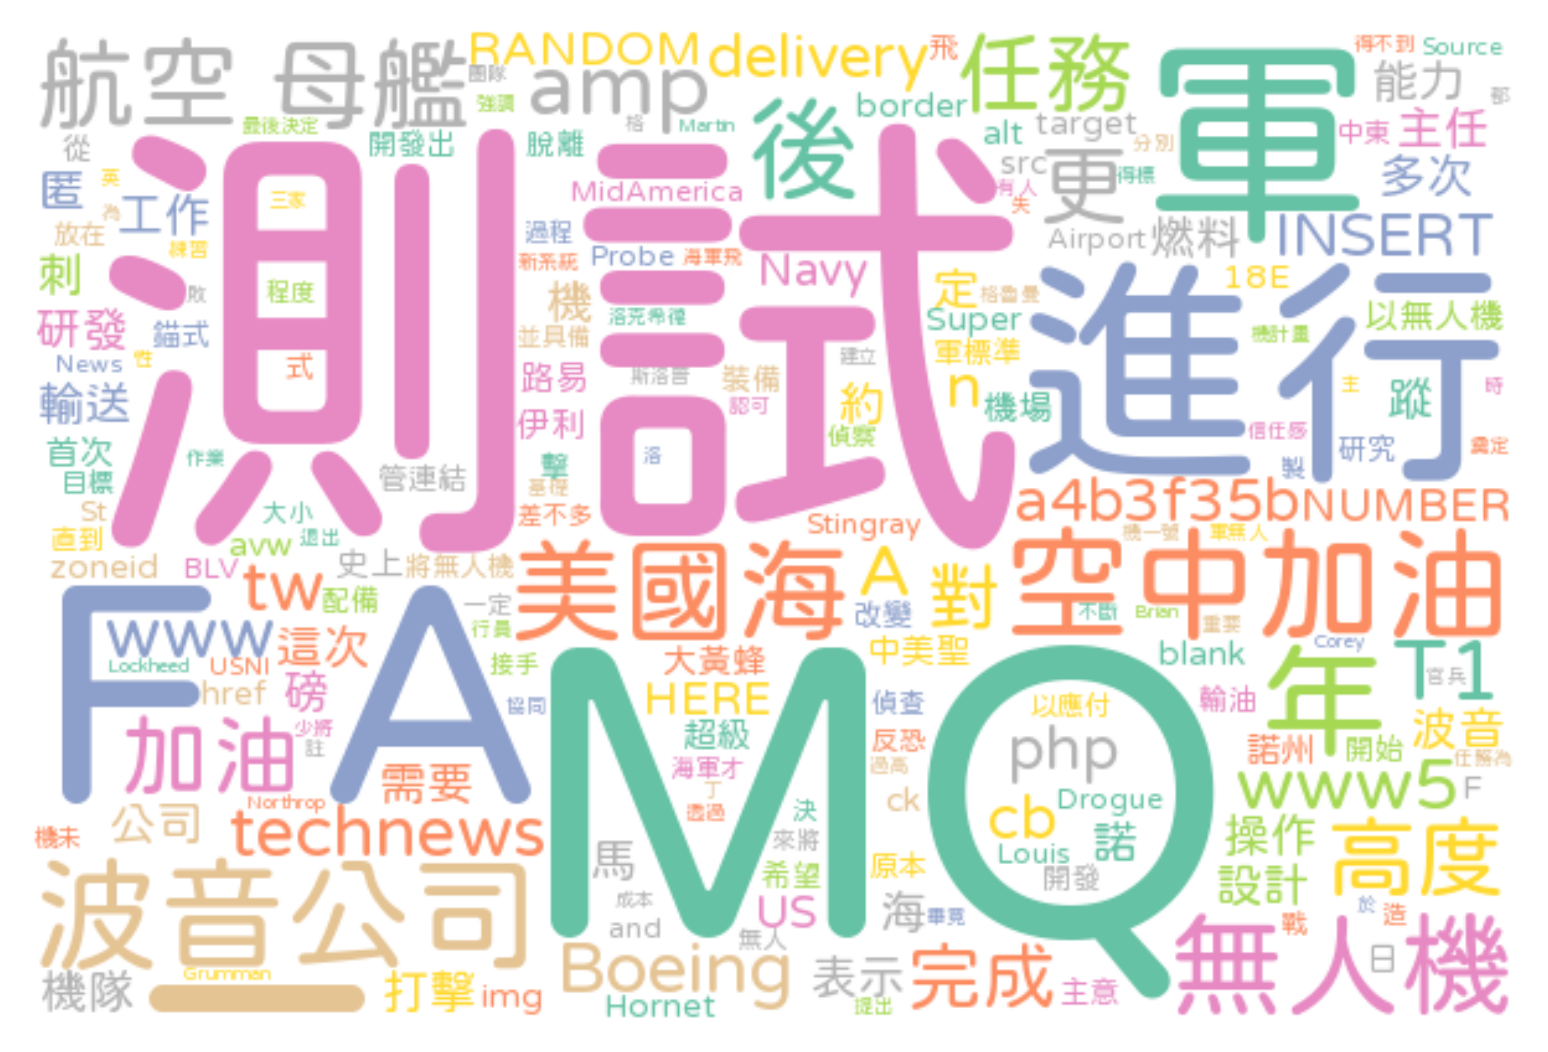 航空 母艦 RANDOM delivery 飛 任務 軍 得不到 Source
團隊 amp 能力 部
強調 後 border
最後決定 格 Martin alt target 中東 主任
從 開發出 脫離 src 更 分別
測試 MidAmerica 有人 得標 多次
匿 英 三家 失
為 工作 過程 Airport 燃料 INSERT
放在 練習 新系統 Probe 海軍飛 Navy
刺 程度 敗 機 定 格魯曼 18E 進行
研發 錨式 洛克希德 Super 機計畫 以無人機
News 性 式 並具備 建立 軍標準
輸送 路易 斯洛普 裝備 n 主 時
認可 約 機場 蹤
首次 作業 伊利 偵察 信任感
目標 管連結 洛 擊 研究 奠定
St 大小 基礎 製
直到 退出 差不多 Stingray a4b3f35b NUMBER
avw 機一號 軍無人
zoneid BLV 史上 將無人機 美國海 A 對 空中加油
tw 配備 一定 改變 不斷 Brian
FA www 這次 行員 重要 Corey
Lockheed USNI 接手 大黃蜂 中美聖 blank T1
href 磅 協同 HERE 偵查 以應付 輸油 年 官兵
加油 少將 超級 反恐 php 諾州 開始 波音
註 需要 海軍才 過高 任務為
MQ 丁 ck Drogue www5 F
Northrop 透過 決 cb
公司 technews 來將 Louis 諾 操作
機未 馬 希望 原本 開發 設計 高度
波音公司 成本 US 海 畢竟 於 造
and 無人 戰
Grumman Boeing 表示 完成 日 無人機
機隊 一 打擊 img Hornet 提出 主意